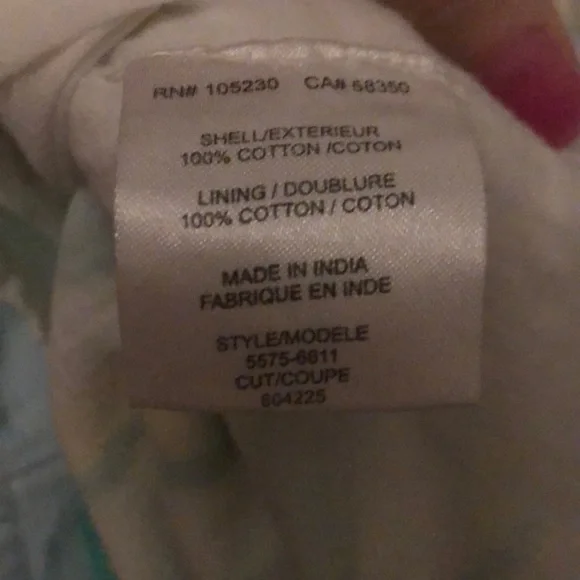 RN# 105230 CA# 58350
SHELL/EXTERIEUR
100% COTTON /COTON
LINING / DOUBLURE
100% COTTON / COTON
MADE IN INDIA
FABRIQUE EN INDE
STYLE/MODELE
5575-6611
CUT/COUPE
604225